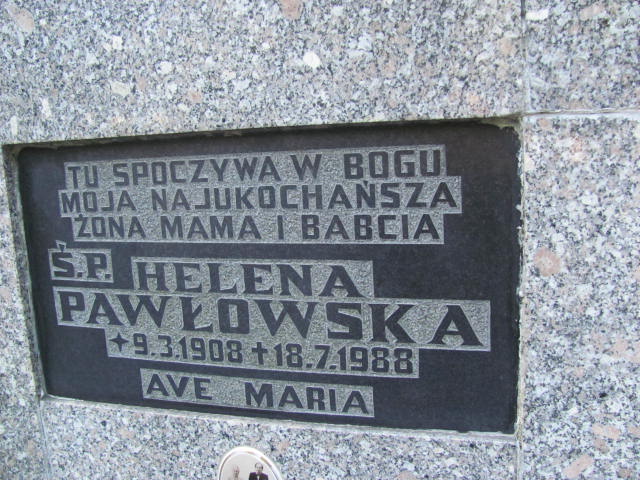 TU SPOCZYWA W BOGU
MOJA NAJUKOCHAŃSZA
ŻONA MAMA I BABCIA
Ś.P. HELENA
PAWŁOWSKA
9.3.1908 † 18.7.1988
AVE MARIA